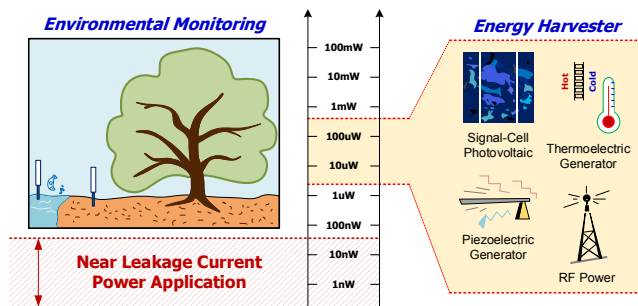 Environmental Monitoring
Energy Harvester
100mW
10mW
1mW
100uW
10uW
1uW
100nW
10nW
1nW
Near Leakage Current
Power Application
Hot
Cold
Signal-Cell
Photovoltaic
Thermoelectric
Generator
Piezoelectric
Generator
RF Power